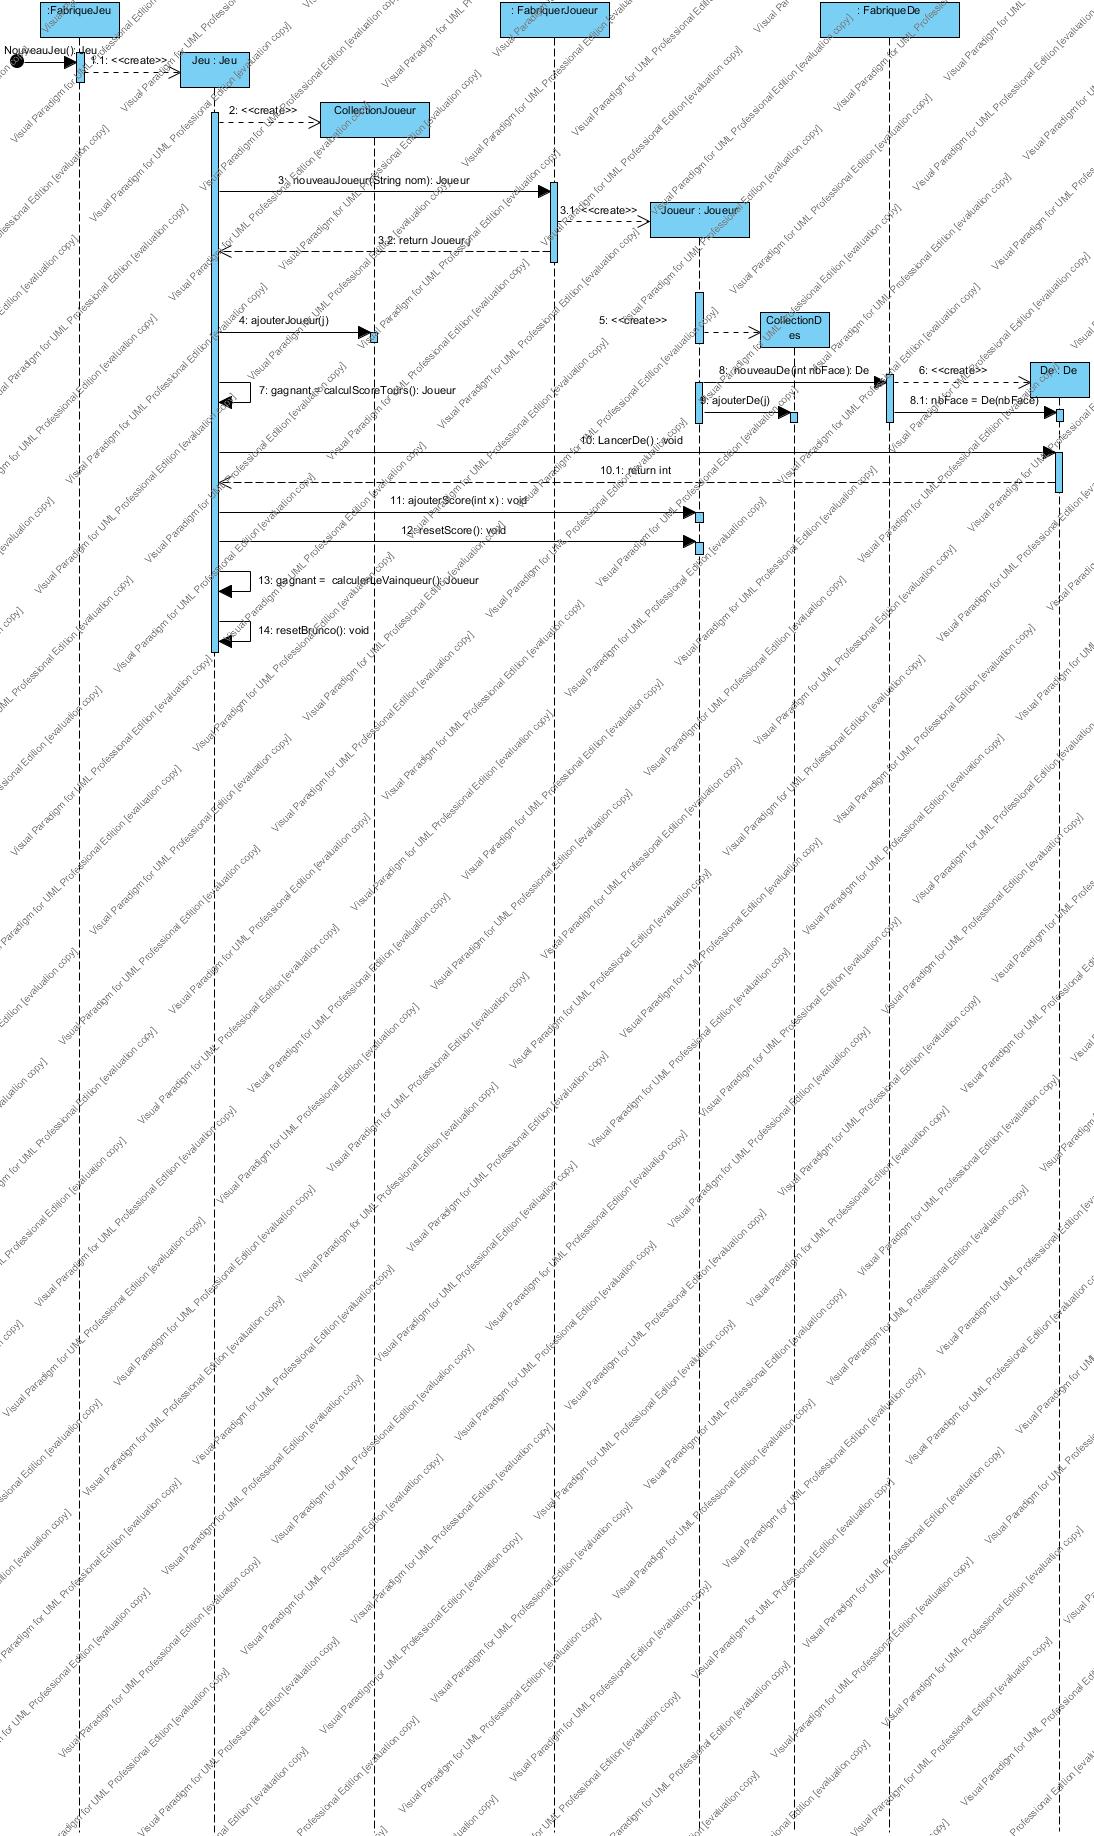 :FabriqueJeu
: FabriquerJoueur
: FabriqueDe
NouveauJeu():Jeu
1.1: <<create>>
Jeu : Jeu
2: <<create>>
CollectionJoueur
3: nouveauJoueur(String nom): Joueur
3.1: <<create>>
Joueur : Joueur
3.2: return Joueur j
4: ajouterJoueur(j)
5: <<create>>
CollectionD
es
8: nouveauDe(int nbFace): De
6: <<create>>
De : De
7: gagnant = calculScoreTours(): Joueur
9: ajouterDe(j)
8.1: nbFace = De(nbFace)
10: LancerDe() : void
10.1: return int
11: ajouterScore(int x) : void
12: resetScore(): void
13: gagnant = calculerLeVainqueur(): Joueur
14: resetBrunco(): void
Visual Paradigm for UML Professional Edition [evaluation copy]